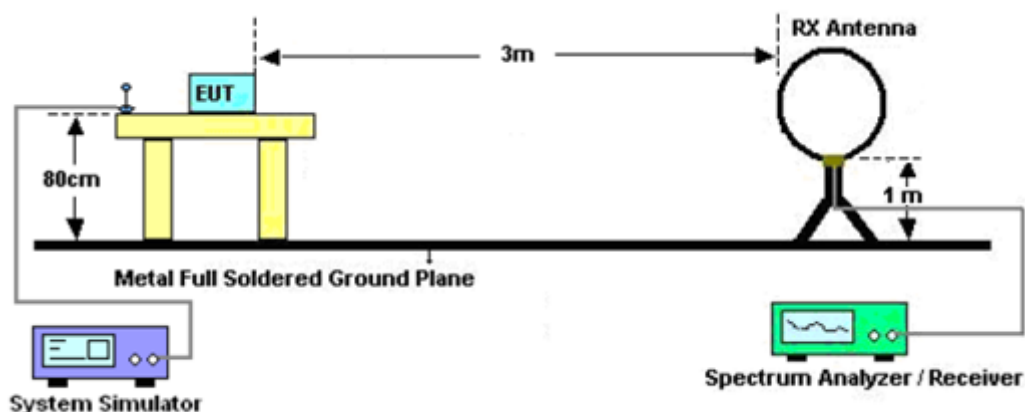 RX Antenna
3m
EUT
80cm
1 m
Metal Full Soldered Ground Plane
System Simulator
Spectrum Analyzer / Receiver